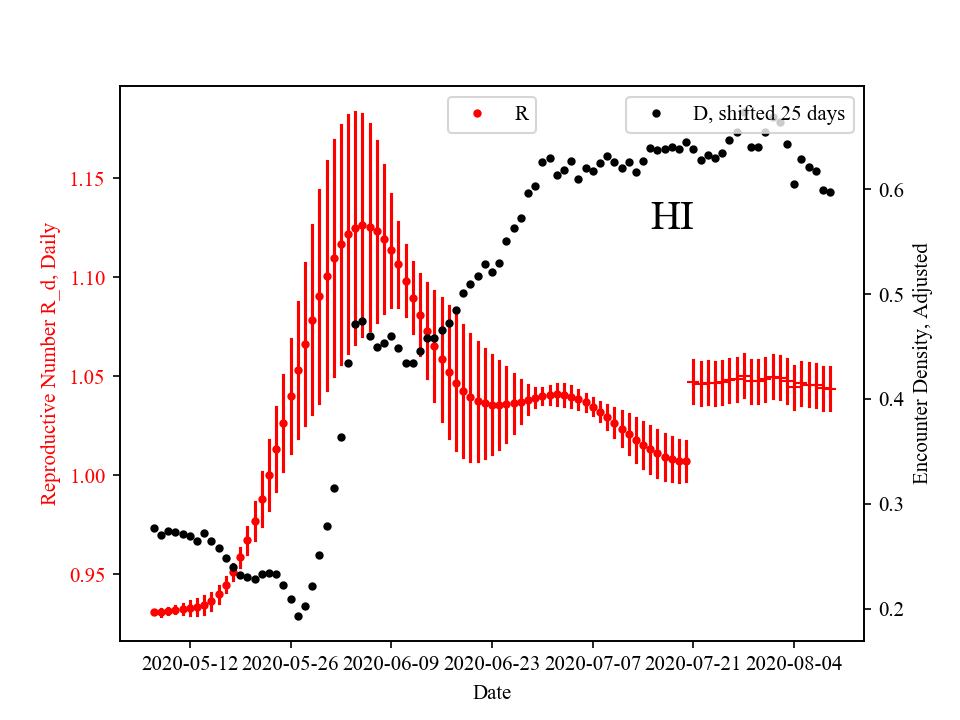 R
D, shifted 25 days
HI
Reproductive Number R_d, Daily
1.15
1.10
1.05
1.00
0.95
0.6
0.5
0.4
0.3
0.2
Encounter Density, Adjusted
2020-05-12 2020-05-26 2020-06-09 2020-06-23 2020-07-07 2020-07-21 2020-08-04
Date